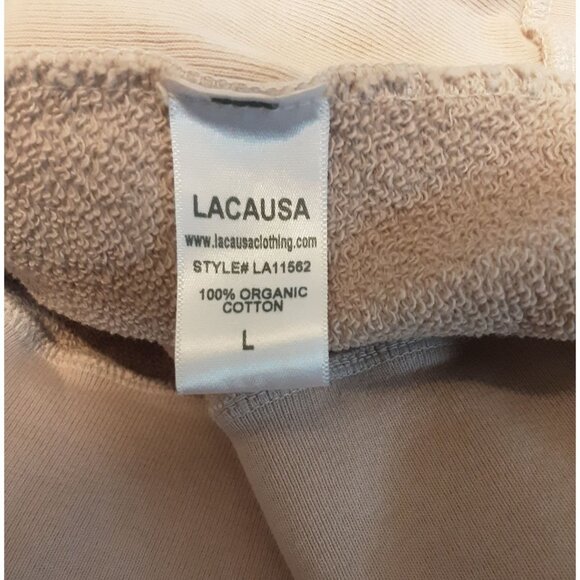 LACAUSA
www.lacausaclothing.com
STYLE# LA11562
100% ORGANIC
COTTON
L